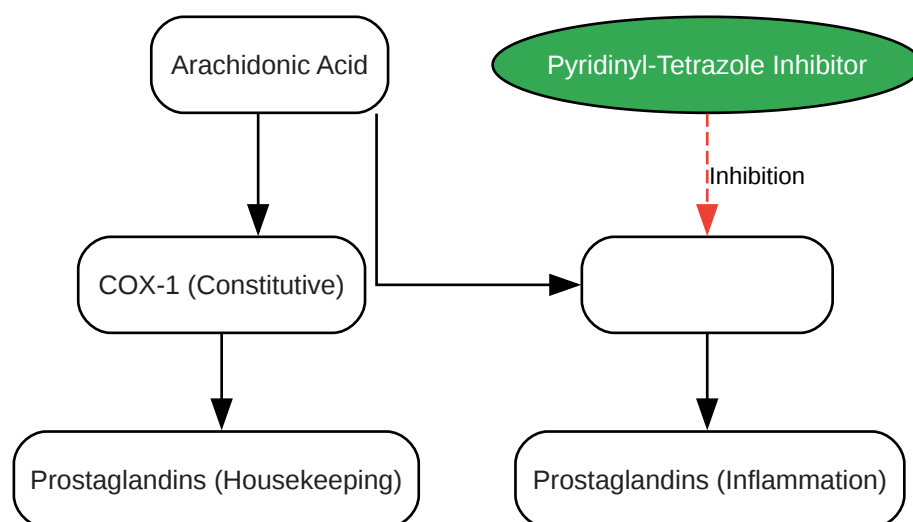 Arachidonic Acid
Pyridinyl-Tetrazole Inhibitor
Inhibition
COX-1 (Constitutive)
Prostaglandins (Housekeeping)
Prostaglandins (Inflammation)